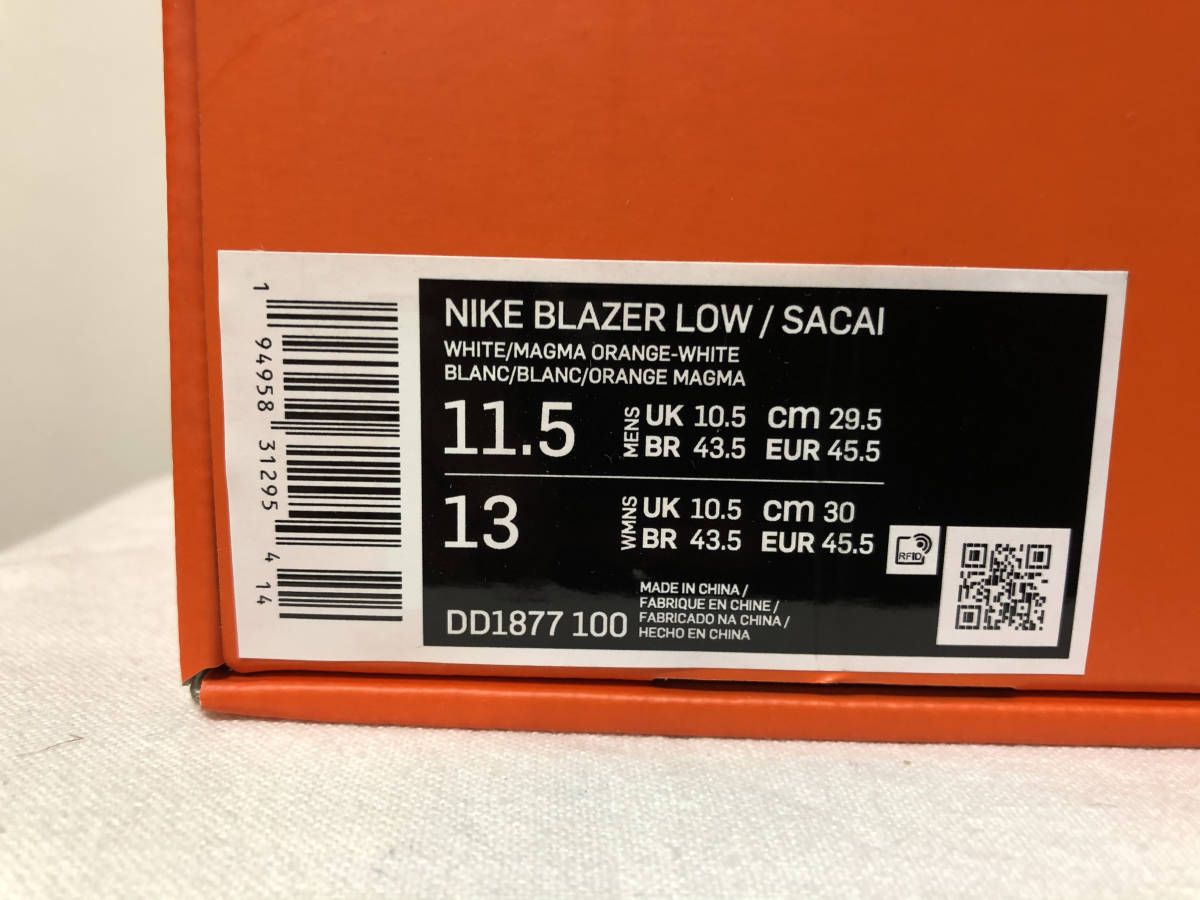 1 94958 31295 4 14
NIKE BLAZER LOW / SACAI
WHITE/MAGMA ORANGE-WHITE
BLANC/BLANC/ORANGE MAGMA
11.5 MENS UK 10.5 cm 29.5
BR 43.5 EUR 45.5
13 WMNS UK 10.5 cm 30
BR 43.5 EUR 45.5
RFID
DD1877 100
MADE IN CHINA /
FABRIQUE EN CHINE /
FABRICADO NA CHINA /
HECHO EN CHINA